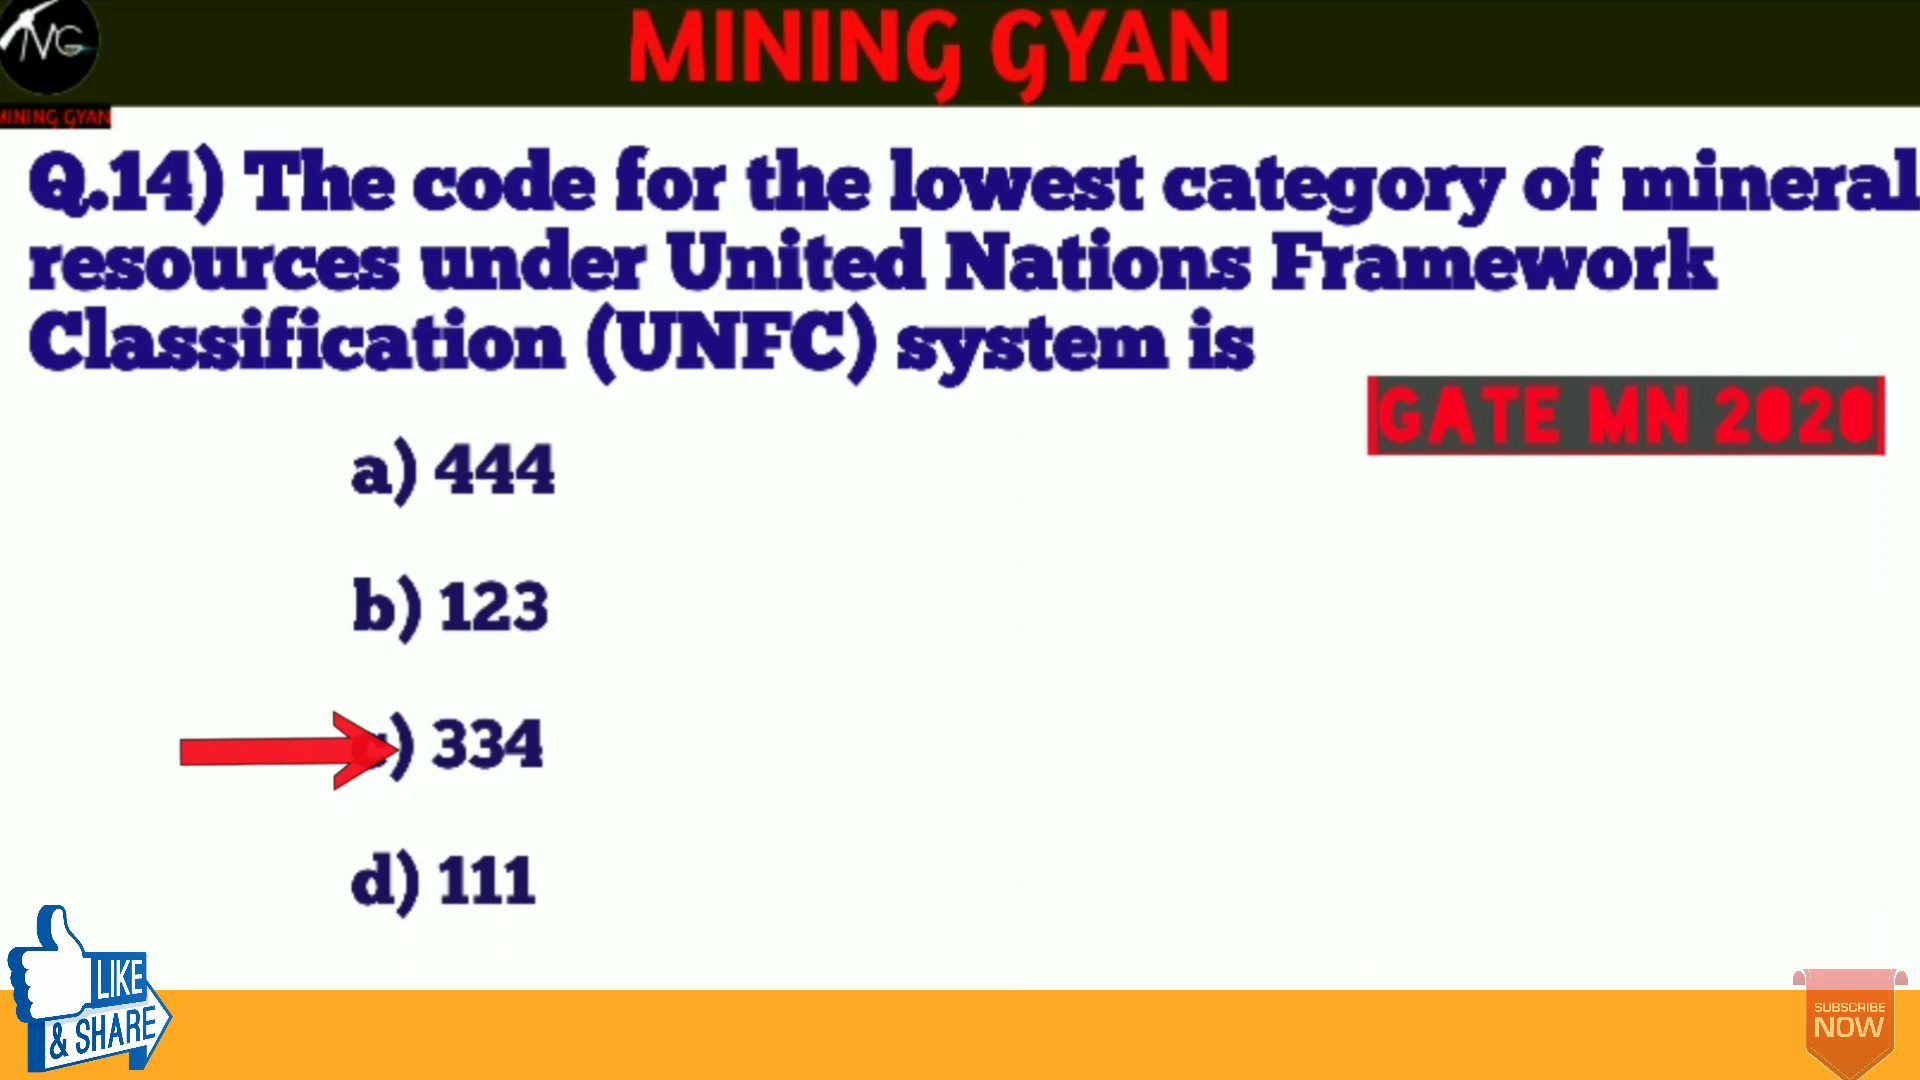 MINING GYAN
MG
MINING GYAN
Q.14) The code for the lowest category of mineral
resources under United Nations Framework
Classification (UNFC) system is
GATE MN 2020
a) 444
b) 123
c) 334
d) 111
LIKE
& SHARE
SUBSCRIBE
NOW